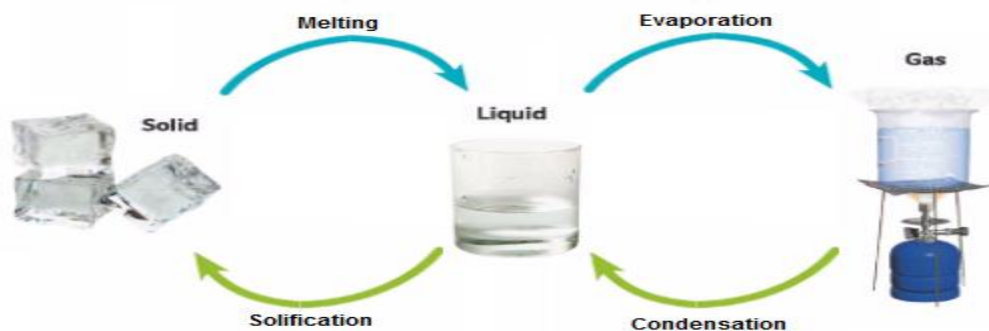 Melting
Evaporation
Gas
Solid
Liquid
Solification
Condensation